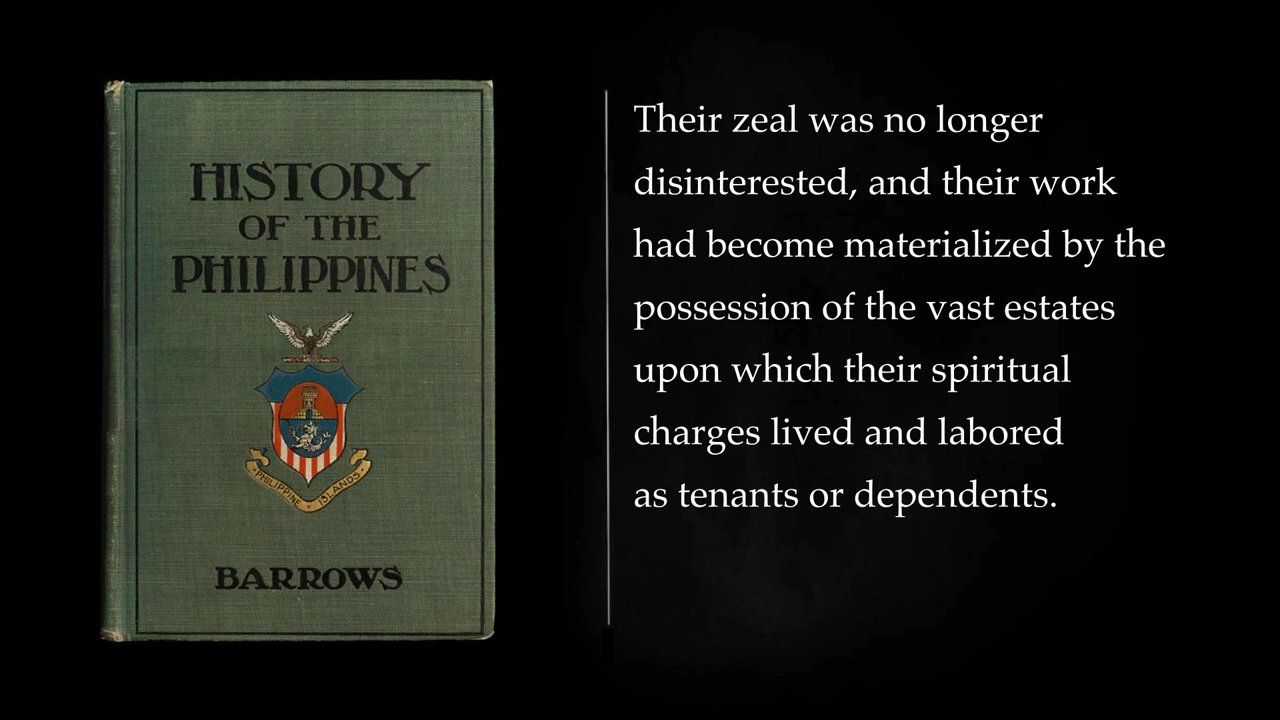 HISTORY
OF THE
PHILIPPINES
PHILIPPINE ISLANDS
BARROWS
Their zeal was no longer
disinterested, and their work
had become materialized by the
possession of the vast estates
upon which their spiritual
charges lived and labored
as tenants or dependents.